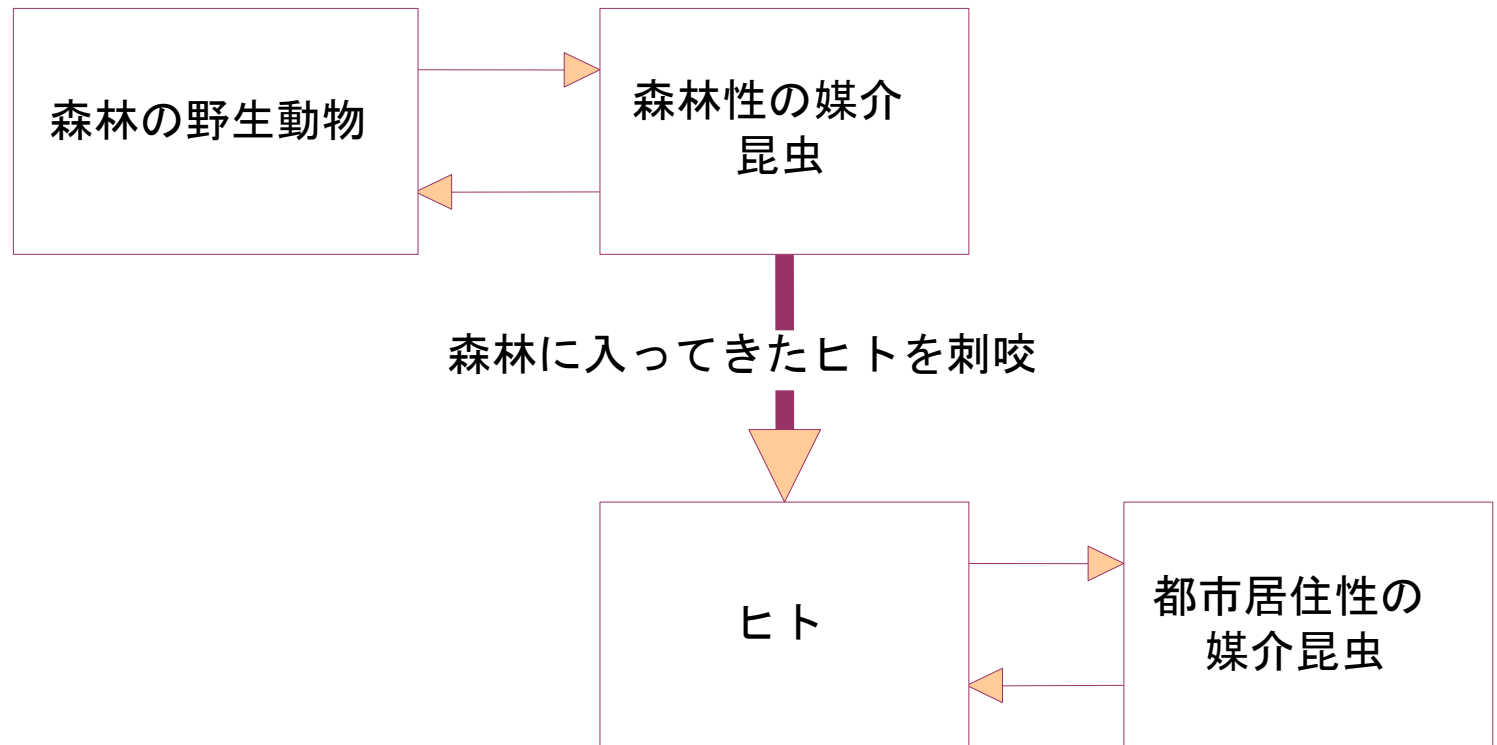 森林の野生動物
森林性の媒介
昆虫
森林に入ってきたヒトを刺咬
ヒト
都市居住性の
媒介昆虫